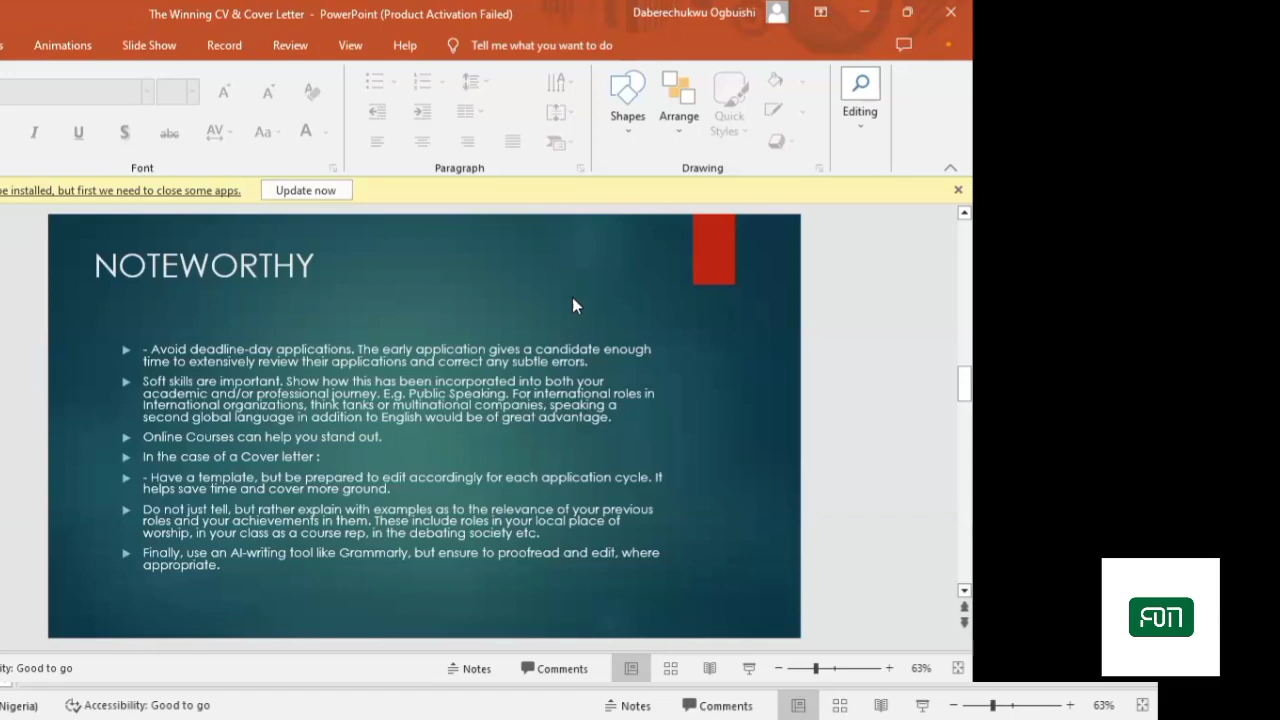 The Winning CV & Cover Letter - PowerPoint (Product Activation Failed)
Daberechukwu Ogbuishi
Animations
Slide Show
Record
Review
View
Help
Tell me what you want to do
Shapes
Arrange
Quick
Styles
Editing
Font
Paragraph
Drawing
be installed, but first we need to close some apps.
Update now
NOTEWORTHY
- Avoid deadline-day applications. The early application gives a candidate enough
time to extensively review their applications and correct any subtle errors.
Soft skills are important. Show how this has been incorporated into both your
academic and/or professional journey. E.g. Public Speaking. For international roles in
International organizations, think tanks or multinational companies, speaking a
second global language in addition to English would be of great advantage.
Online Courses can help you stand out.
In the case of a Cover letter :
- Have a template, but be prepared to edit accordingly for each application cycle. It
helps save time and cover more ground.
Do not just tell, but rather explain with examples as to the relevance of your previous
roles and your achievements in them. These include roles in your local place of
worship, in your class as a course rep, in the debating society etc.
Finally, use an AI-writing tool like Grammarly, but ensure to proofread and edit, where
appropriate.
ity: Good to go
Notes
Comments
63%
Nigeria)
Accessibility: Good to go
Notes
Comments
63%